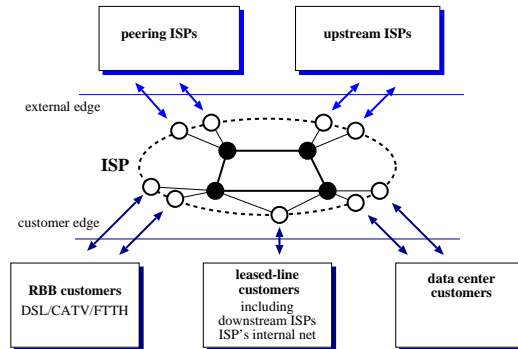 peering ISPs
upstream ISPs
external edge
ISP
customer edge
RBB customers
DSL/CATV/FTTH
leased-line
customers
including
downstream ISPs
ISP's internal net
data center
customers